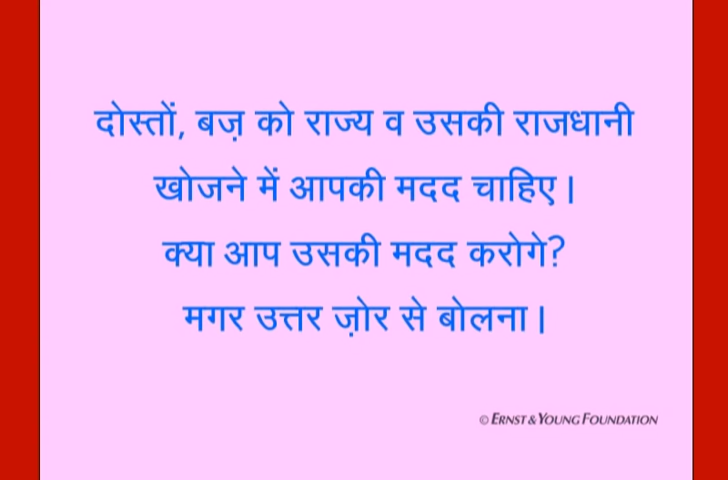 दोस्तों, बज़ को राज्य व उसकी राजधानी
खोजने में आपकी मदद चाहिए।
क्या आप उसकी मदद करोगे?
मगर उत्तर ज़ोर से बोलना।
© ERNST & YOUNG FOUNDATION